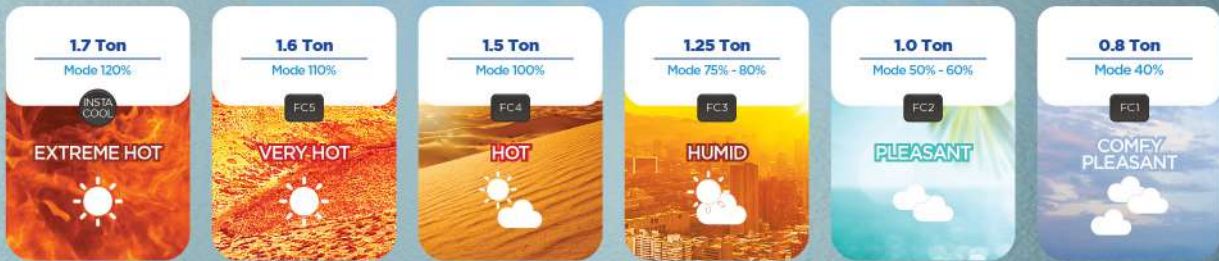 1.7 Ton
Mode 120%
INSTA
COOL
EXTREME HOT
1.6 Ton
Mode 110%
FC5
VERY HOT
1.5 Ton
Mode 100%
FC4
HOT
1.25 Ton
Mode 75% - 80%
FC3
HUMID
1.0 Ton
Mode 50% - 60%
FC2
PLEASANT
0.8 Ton
Mode 40%
FC1
COMFY
PLEASANT